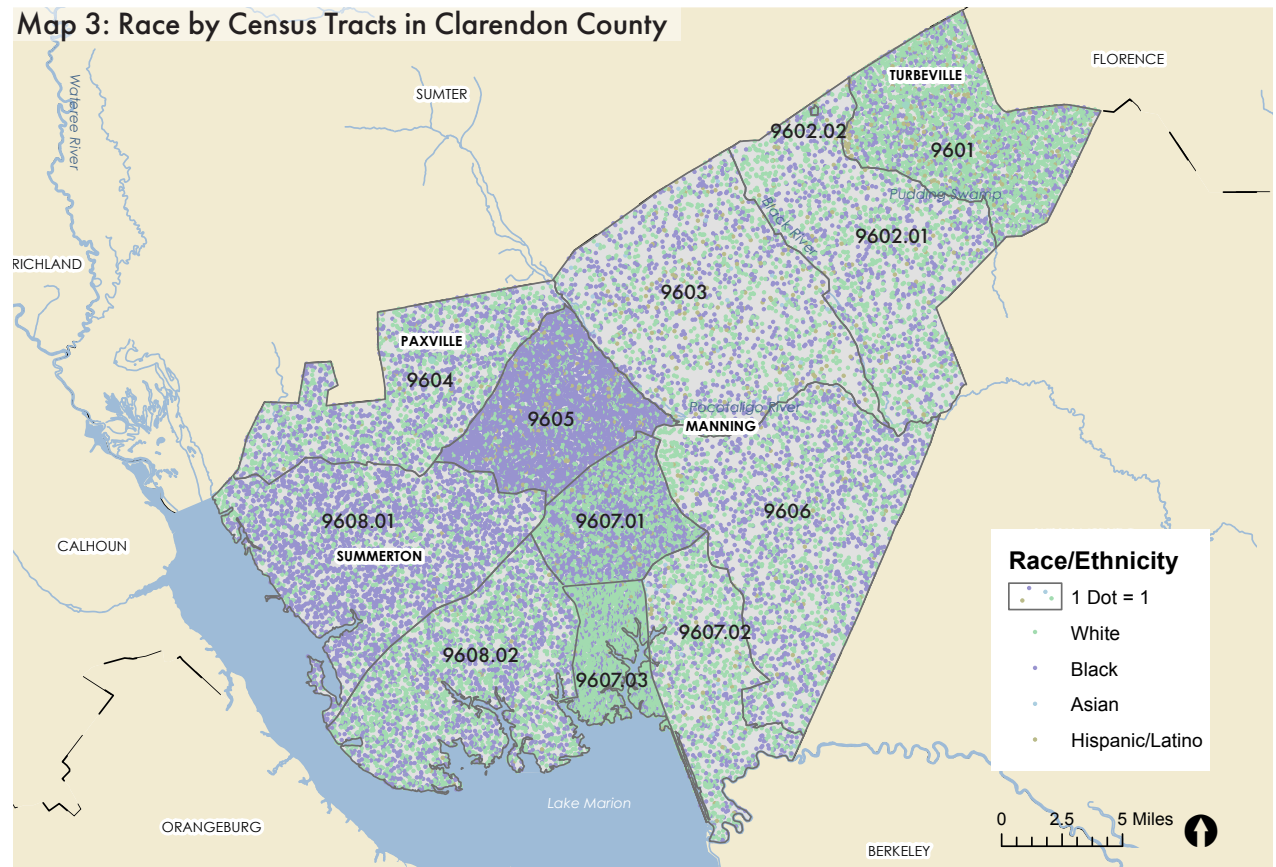 Map 3: Race by Census Tracts in Clarendon County
FLORENCE
TURBEVILLE
SUMTER
Wateree River
9602.02
9601
Pudding Swamp
Black River
9602.01
RICHLAND
9603
PAXVILLE
9604
Pocotaligo River
9605
MANNING
9608.01
9607.01
9606
CALHOUN
SUMMERTON
Race/Ethnicity
1 Dot = 1
White
Black
Asian
Hispanic/Latino
9607.02
9608.02
9607.03
Lake Marion
0 2.5 5 Miles
ORANGEBURG
BERKELEY